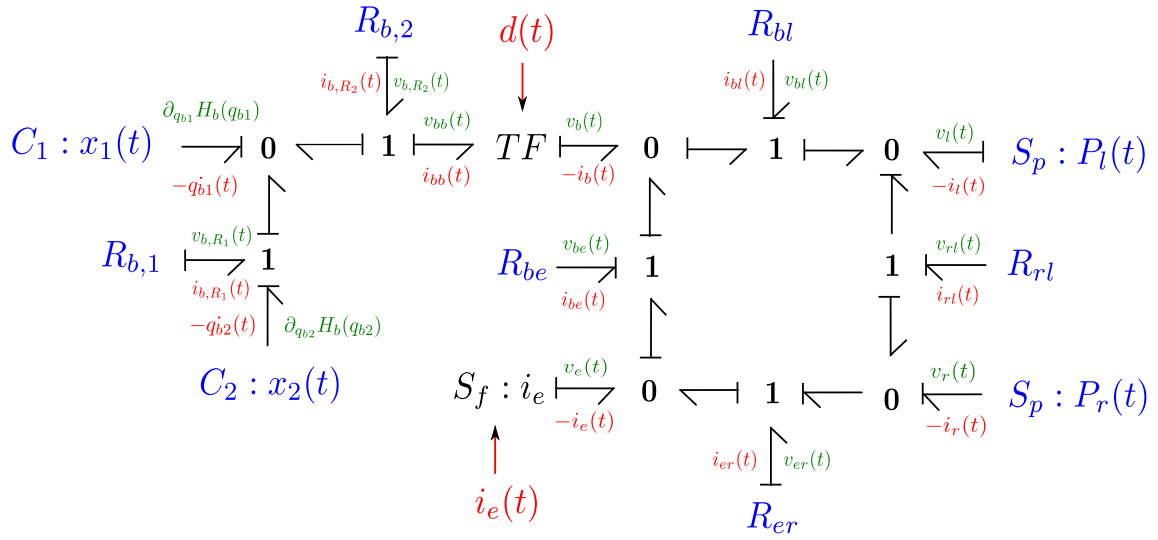 R_{b,2}
d(t)
R_{bl}
i_{b,R_2}(t) v_{b,R_2}(t)
i_{bl}(t) v_{bl}(t)
∂_{q_{b1}}H_b(q_{b1})
v_{bb}(t) v_b(t) v_l(t)
C_1 : x_1(t) 0 1 TF 0 1 0 S_p : P_l(t)
-\dot{q}_{b1}(t) i_{bb}(t) -i_b(t) -i_l(t)
v_{b,R_1}(t) v_{be}(t) v_{rl}(t)
R_{b,1} 1 R_{be} 1 1 R_{rl}
i_{b,R_1}(t) i_{be}(t) i_{rl}(t)
-\dot{q}_{b2}(t) ∂_{q_{b2}}H_b(q_{b2})
v_e(t) v_r(t)
C_2 : x_2(t) S_f : i_e 0 1 0 S_p : P_r(t)
-i_e(t) -i_r(t)
i_{er}(t) v_{er}(t)
i_e(t) R_{er}